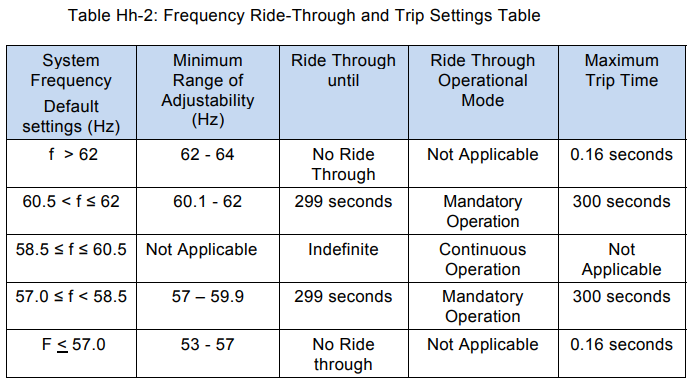 Table Hh-2: Frequency Ride-Through and Trip Settings Table
System
Frequency
Default
settings (Hz)
Minimum
Range of
Adjustability
(Hz)
Ride Through
until
Ride Through
Operational
Mode
Maximum
Trip Time
f > 62
62 - 64
No Ride
Through
Not Applicable
0.16 seconds
60.5 < f ≤ 62
60.1 - 62
299 seconds
Mandatory
Operation
300 seconds
58.5 ≤ f ≤ 60.5
Not Applicable
Indefinite
Continuous
Operation
Not
Applicable
57.0 ≤ f < 58.5
57 – 59.9
299 seconds
Mandatory
Operation
300 seconds
F ≤ 57.0
53 - 57
No Ride
through
Not Applicable
0.16 seconds